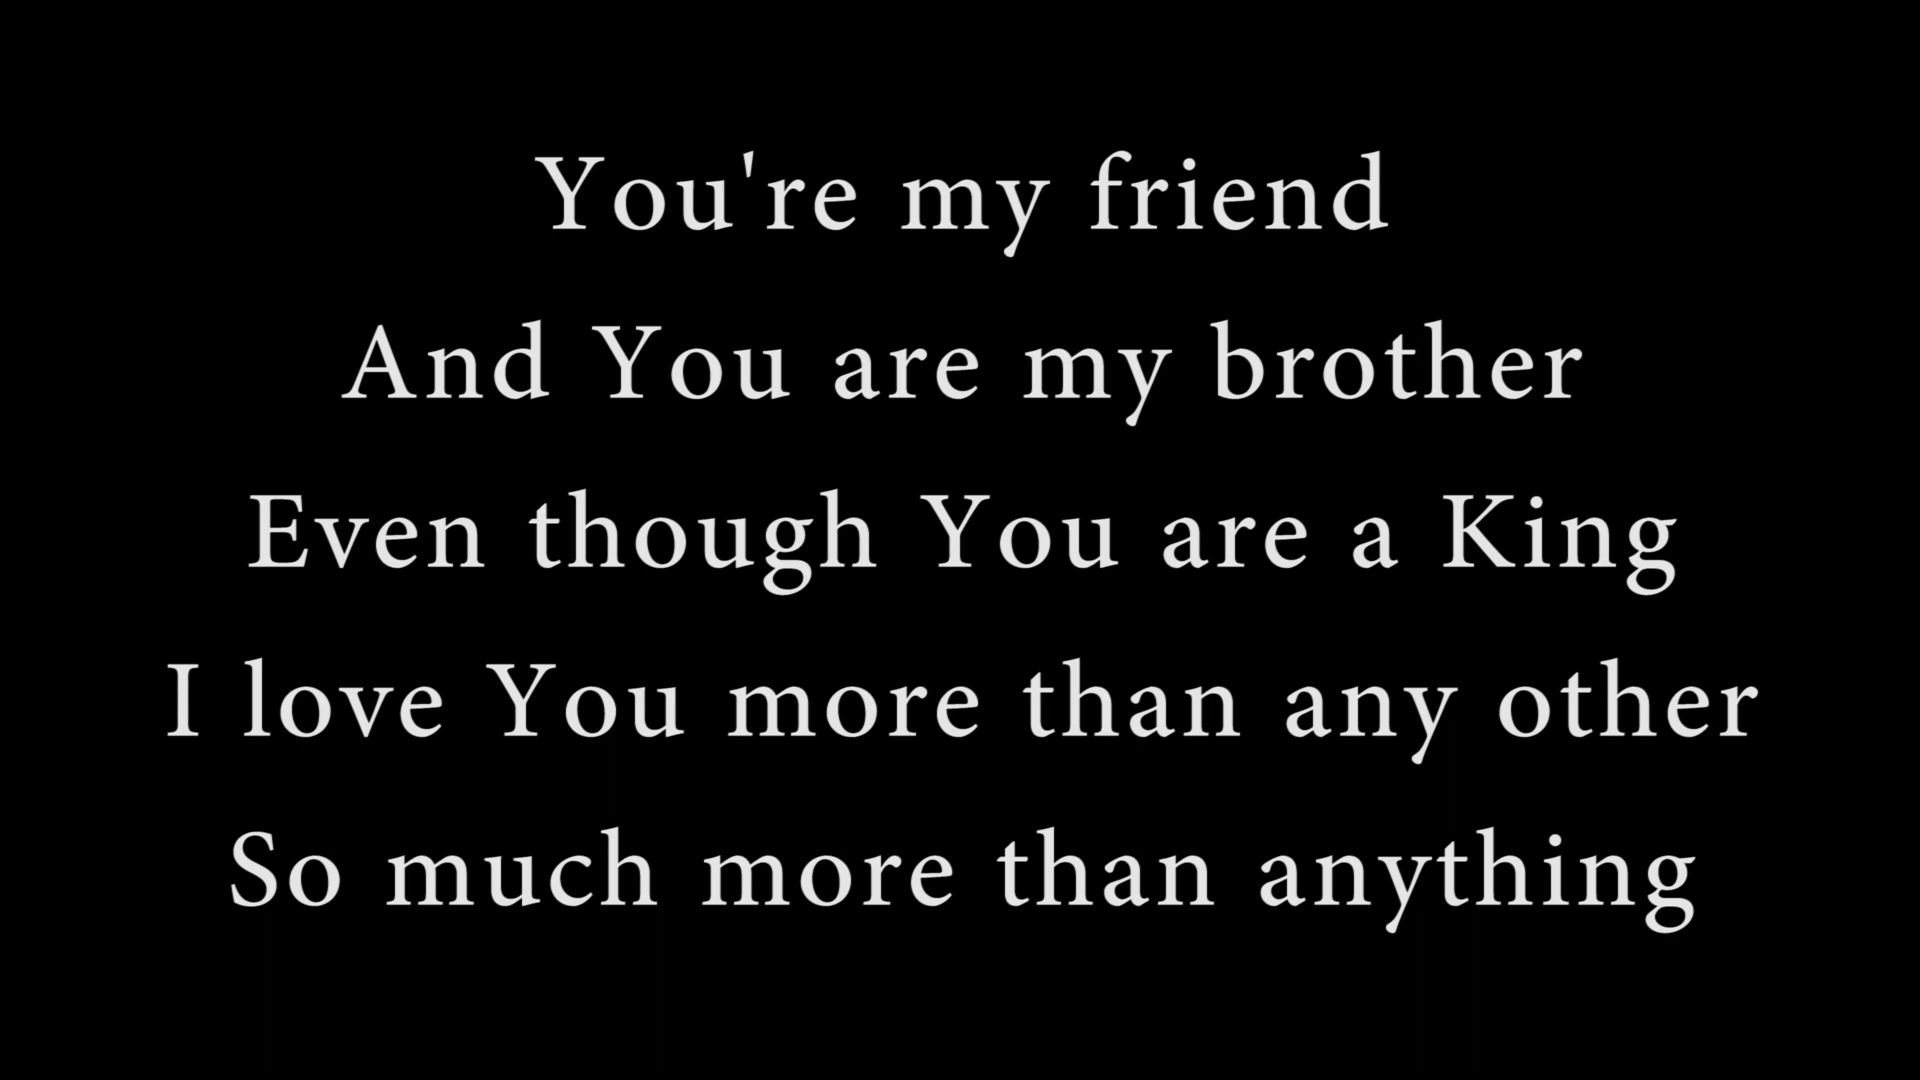 You're my friend
And You are my brother
Even though You are a King
I love You more than any other
So much more than anything